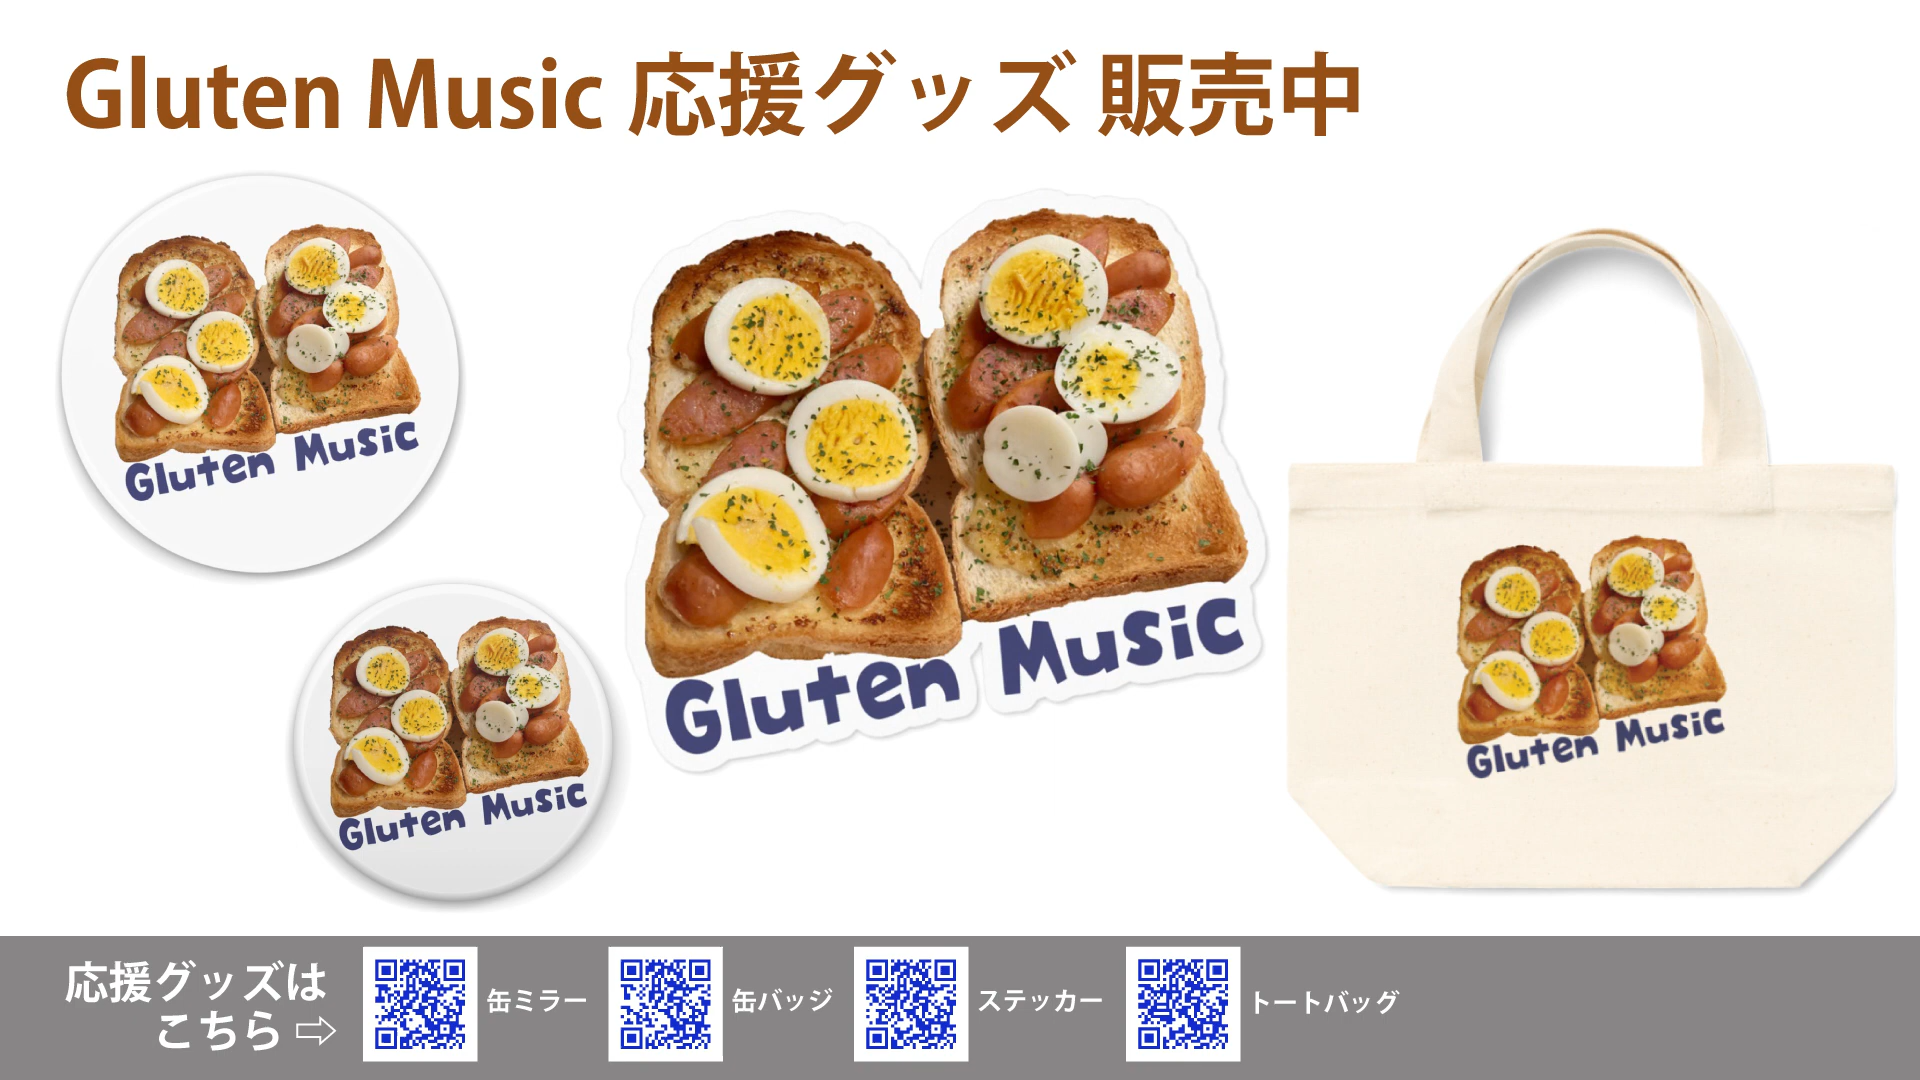 Gluten Music 応援グッズ 販売中
Gluten Music
Gluten Music
Gluten Music
Gluten Music
応援グッズは
こちら ⇨
缶ミラー
缶バッジ
ステッカー
トートバッグ